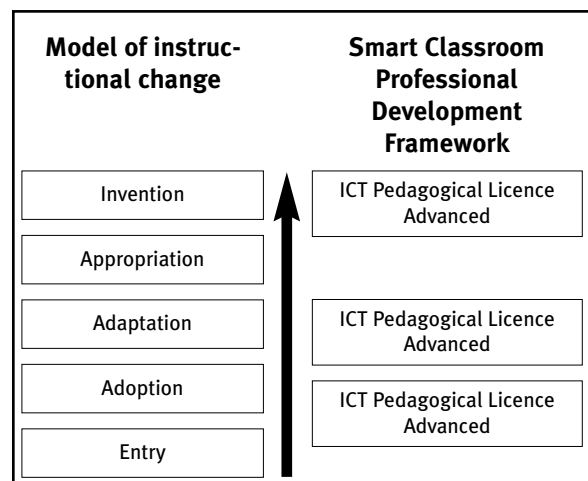 Model of instruc-
tional change
Invention
Appropriation
Adaptation
Adoption
Entry
Smart Classroom
Professional
Development
Framework
ICT Pedagogical Licence
Advanced
ICT Pedagogical Licence
Advanced
ICT Pedagogical Licence
Advanced